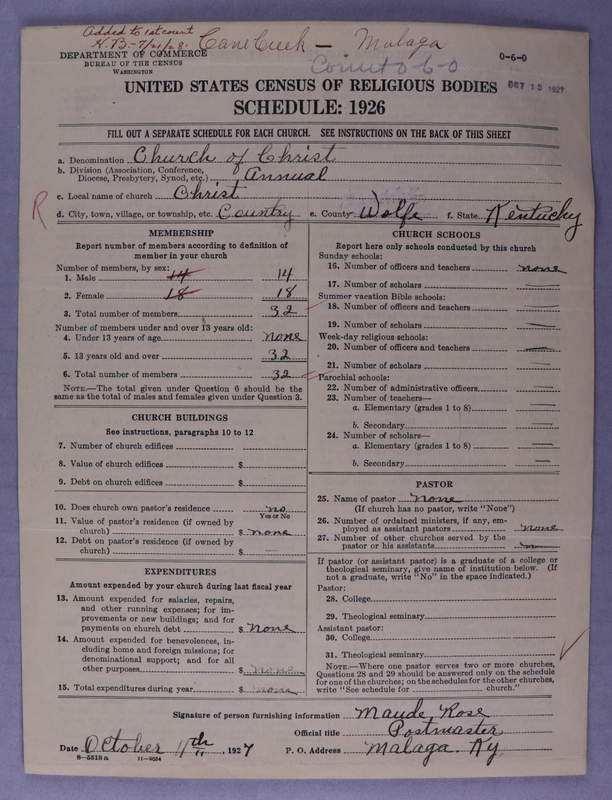 Added to 1st count
N.B.-7/21/28. Cane Creek - Malaga
DEPARTMENT OF COMMERCE
BUREAU OF THE CENSUS
WASHINGTON
0-6-0
UNITED STATES CENSUS OF RELIGIOUS BODIES
OCT 15 1927
SCHEDULE: 1926
FILL OUT A SEPARATE SCHEDULE FOR EACH CHURCH. SEE INSTRUCTIONS ON THE BACK OF THIS SHEET
a. Denomination Church of Christ
b. Division (Association, Conference, Diocese, Presbytery, Synod, etc.) Annual
c. Local name of church Christ
R
d. City, town, village, or township, etc. Country e. County Wolfe f. State Kentucky
MEMBERSHIP
Report number of members according to definition of
member in your church
Number of members, by sex:
1. Male 14 14
2. Female 18 18
3. Total number of members 32
Number of members under and over 13 years old:
4. Under 13 years of age none
5. 13 years old and over 32
6. Total number of members 32
NOTE.—The total given under Question 6 should be
same as the total of males and females given under Question 3.
CHURCH BUILDINGS
See instructions, paragraphs 10 to 12
7. Number of church edifices
8. Value of church edifices $
9. Debt on church edifices $
10. Does church own pastor's residence no
Yes or No
11. Value of pastor's residence (if owned by
church) $ none
12. Debt on pastor's residence (if owned by
church) $ —
EXPENDITURES
Amount expended by your church during last fiscal year
13. Amount expended for salaries, repairs,
and other running expenses; for im-
provements or new buildings; and for
payments on church debt $ None
14. Amount expended for benevolences, in-
cluding home and foreign missions; for
denominational support; and for all
other purposes $ none
15. Total expenditures during year $ none
CHURCH SCHOOLS
Report here only schools conducted by this church
Sunday schools:
16. Number of officers and teachers none
17. Number of scholars —
Summer vacation Bible schools:
18. Number of officers and teachers —
19. Number of scholars —
Week-day religious schools:
20. Number of officers and teachers —
21. Number of scholars —
Parochial schools:
22. Number of administrative officers —
23. Number of teachers—
a. Elementary (grades 1 to 8) —
b. Secondary —
24. Number of scholars—
a. Elementary (grades 1 to 8) —
b. Secondary —
PASTOR
25. Name of pastor none
(If church has no pastor, write "None")
26. Number of ordained ministers, if any, em-
ployed as assistant pastors none
27. Number of other churches served by the
pastor or his assistants
If pastor (or assistant pastor) is a graduate of a college or
theological seminary, give name of institution below. (If
not a graduate, write "No" in the space indicated.)
Pastor:
28. College
29. Theological seminary
Assistant pastor:
30. College
31. Theological seminary
NOTE.—Where one pastor serves two or more churches,
Questions 28 and 29 should be answered only on the schedule
for one of the churches; on the schedules for the other churches,
write "See schedule for church."
Signature of person furnishing information Maude Rose
Official title Postmaster
Date October 11th 1927 P. O. Address Malaga Ky
8-5518a 11-9054